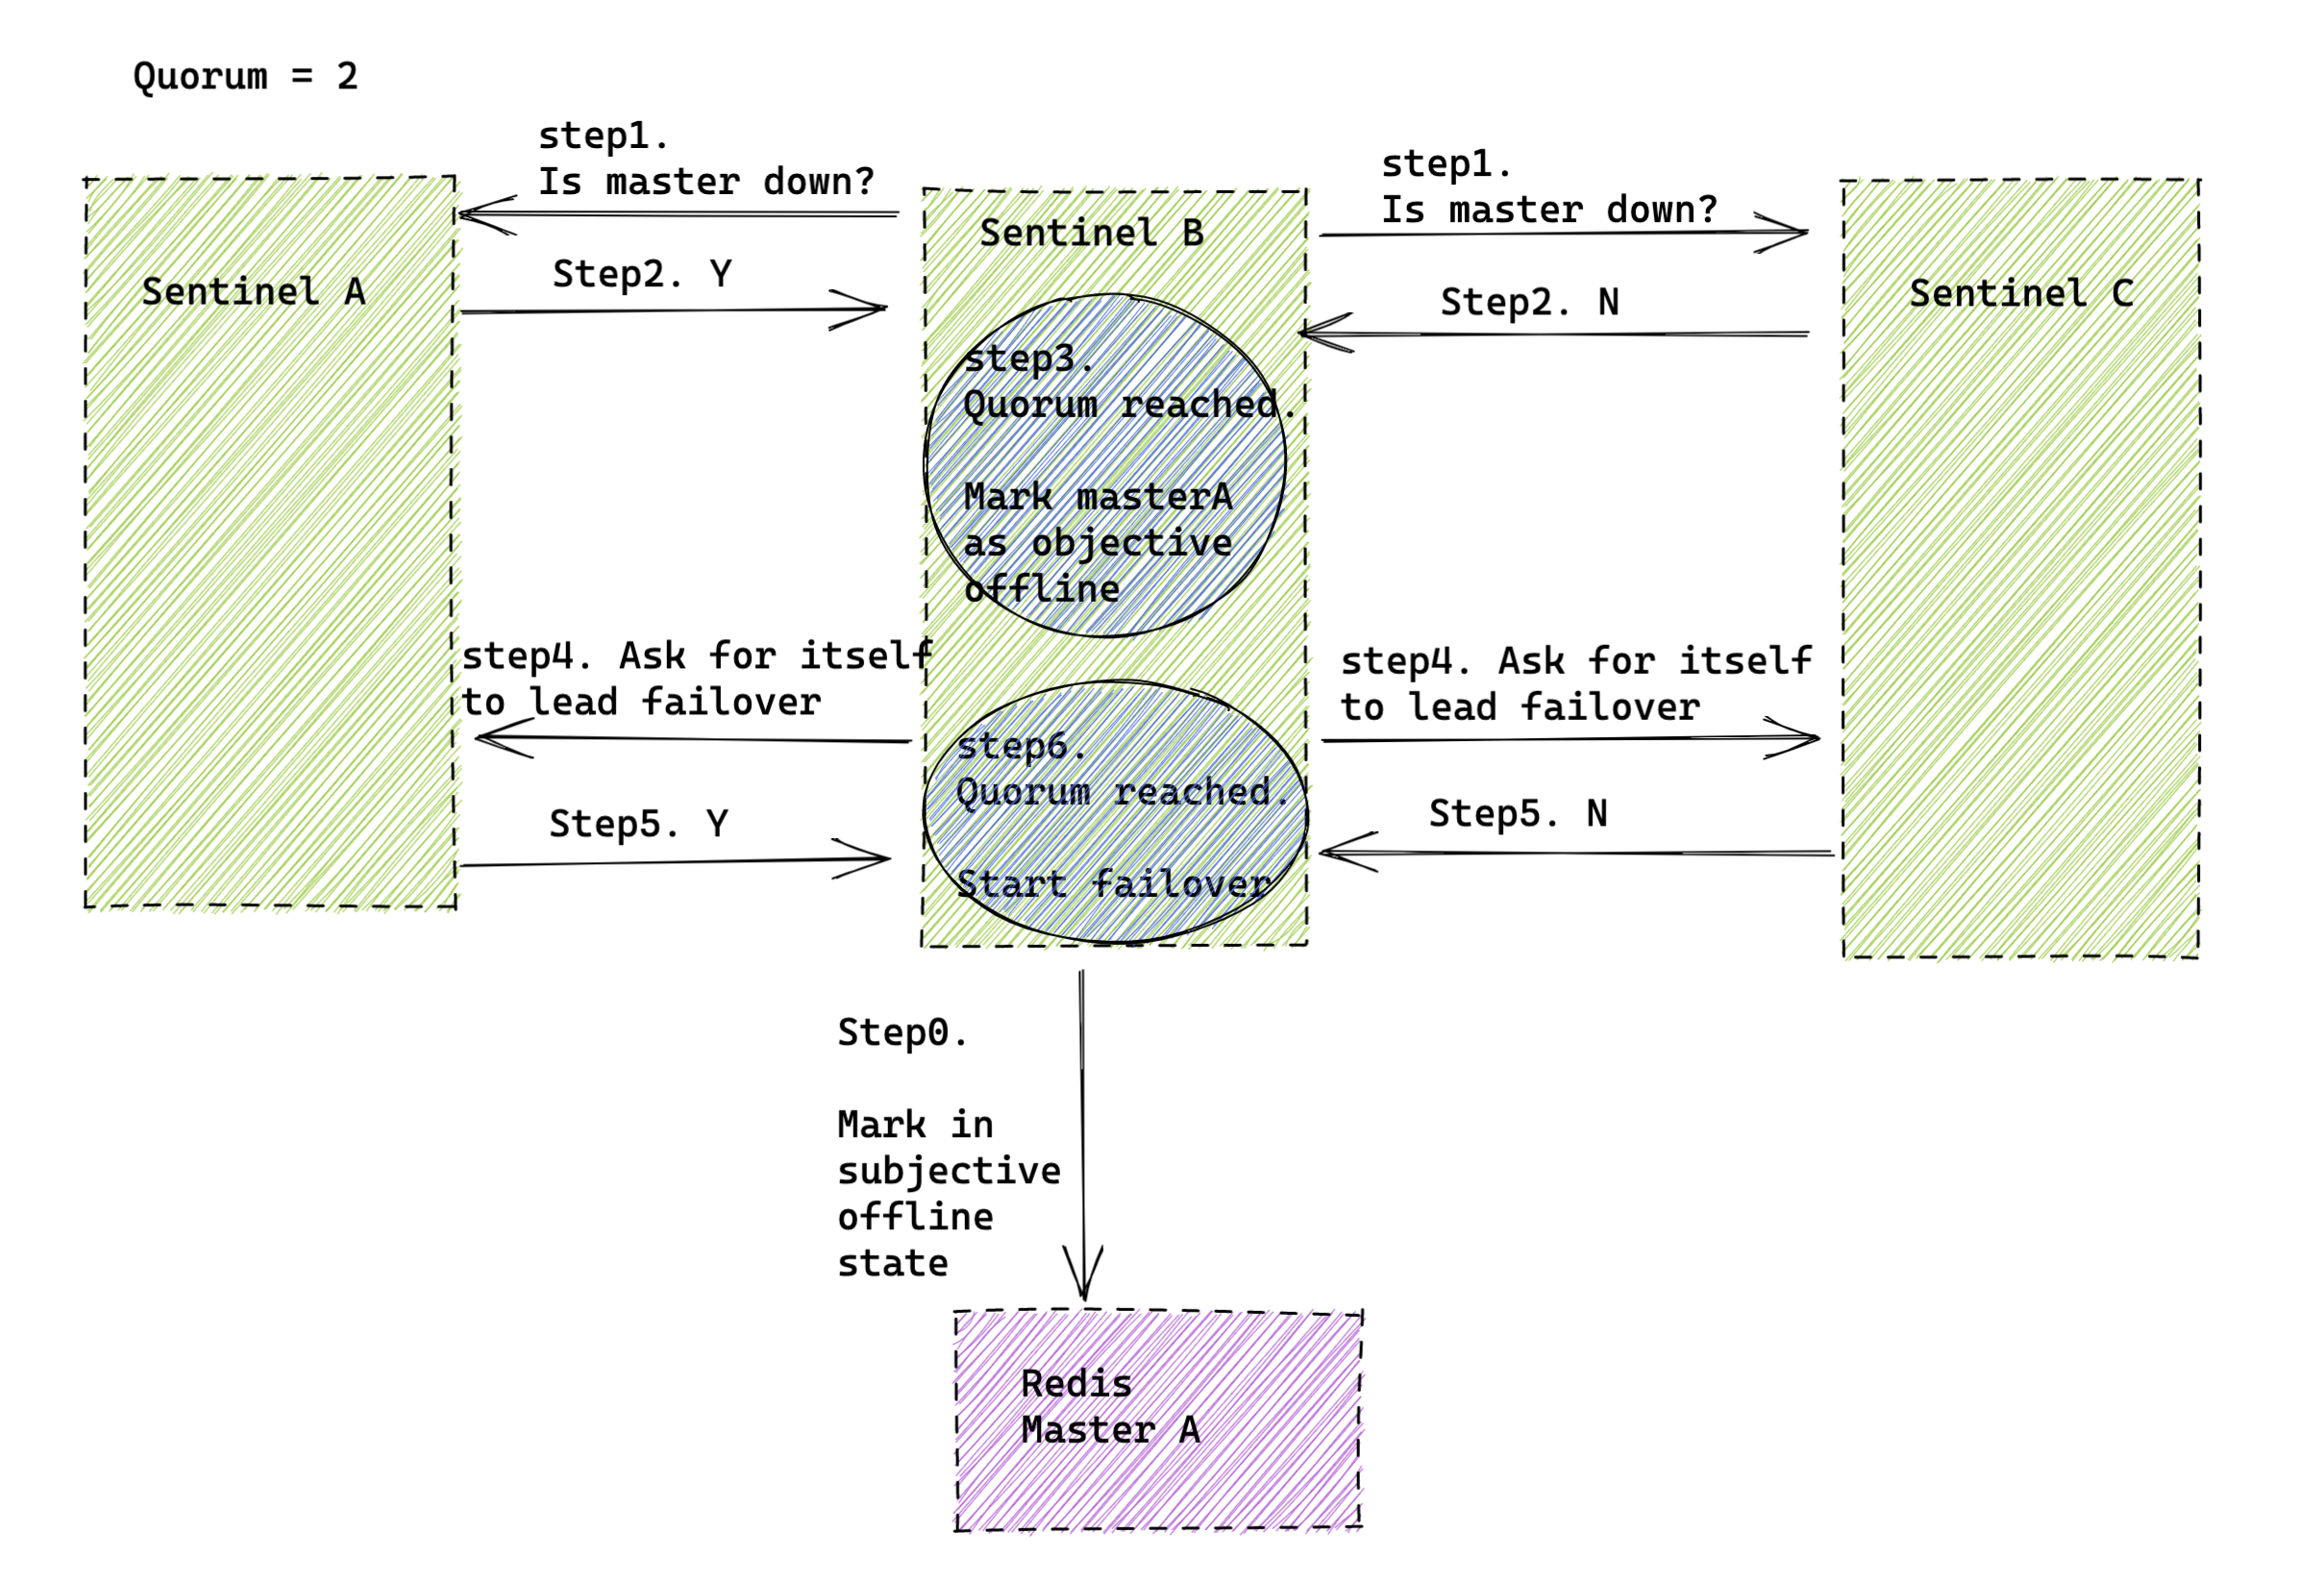 Quorum = 2
step1.
Is master down?
step1.
Is master down?
Sentinel B
Step2. Y
Sentinel A
Step2. N
Sentinel C
step3.
Quorum reached.
Mark masterA
as objective
offline
step4. Ask for itself
to lead failover
step4. Ask for itself
to lead failover
step6.
Quorum reached.
Start failover
Step5. Y
Step5. N
Step0.
Mark in
subjective
offline
state
Redis
Master A